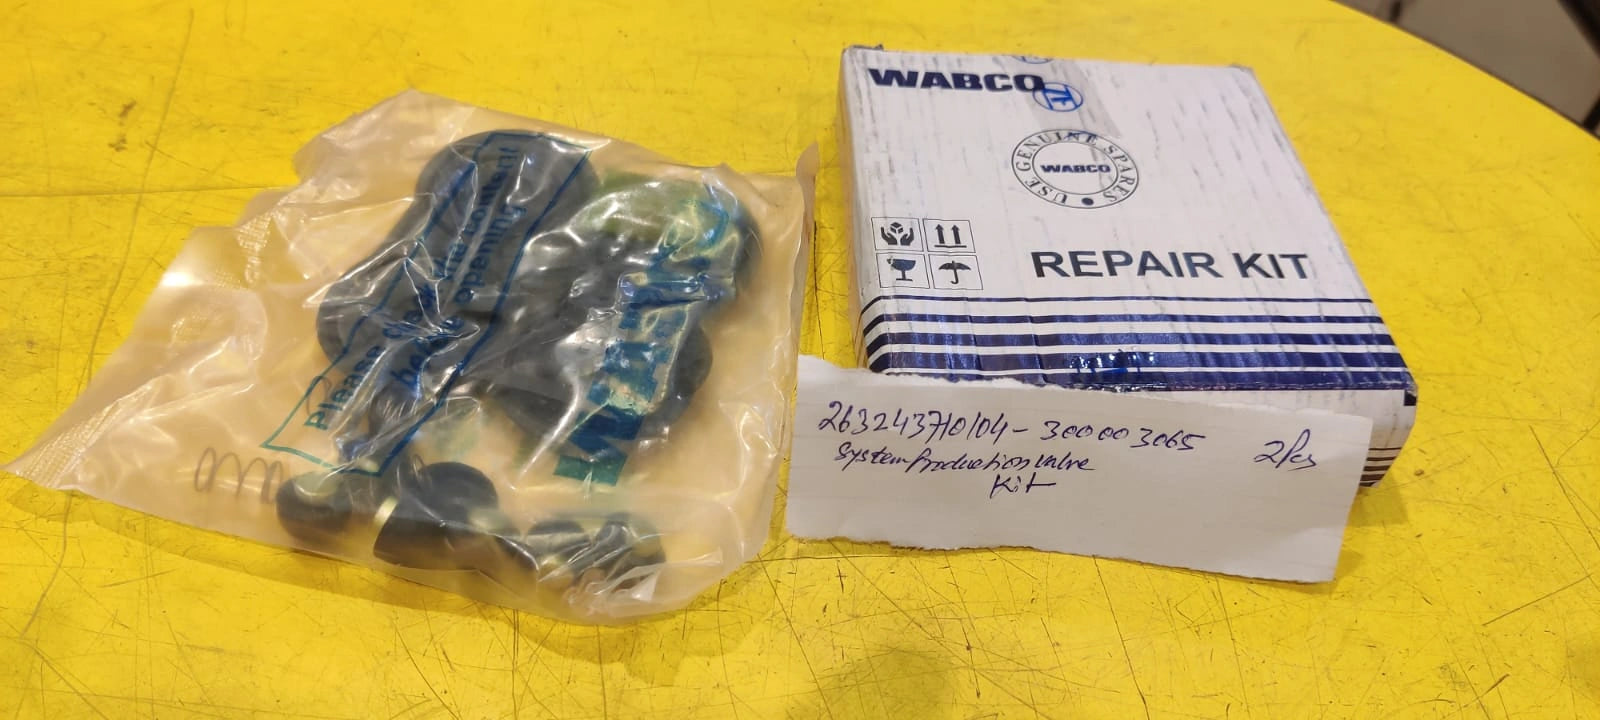 Please check the content
before opening
WABCO
ZF
USE GENUINE SPARES
WABCO
REPAIR KIT
263243710104 - 300003065 2Pcs
System Production Valve
Kit